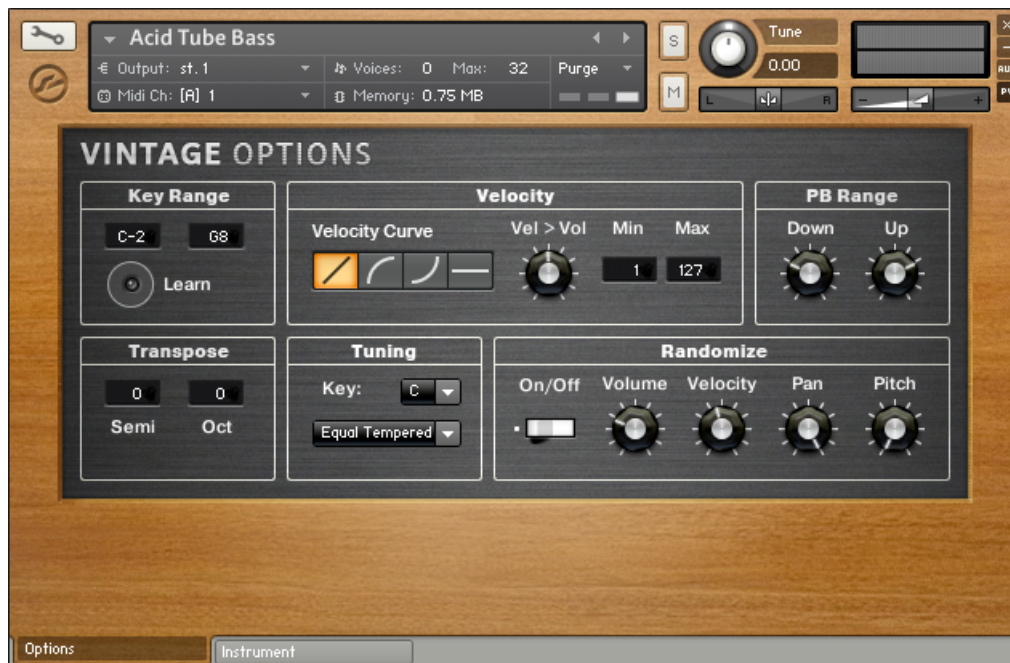 Acid Tube Bass
Output: st. 1
Voices: 0 Max: 32 Purge
Midi Ch: [A] 1
Memory: 0.75 MB
S
M
Tune
0.00
L R
- +
AU
VINTAGE OPTIONS
Key Range
C-2 G8
Learn
Velocity
Velocity Curve Vel > Vol Min Max
1 127
PB Range
Down Up
Transpose
0 0
Semi Oct
Tuning
Key: C
Equal Tempered
Randomize
On/Off Volume Velocity Pan Pitch
Options Instrument